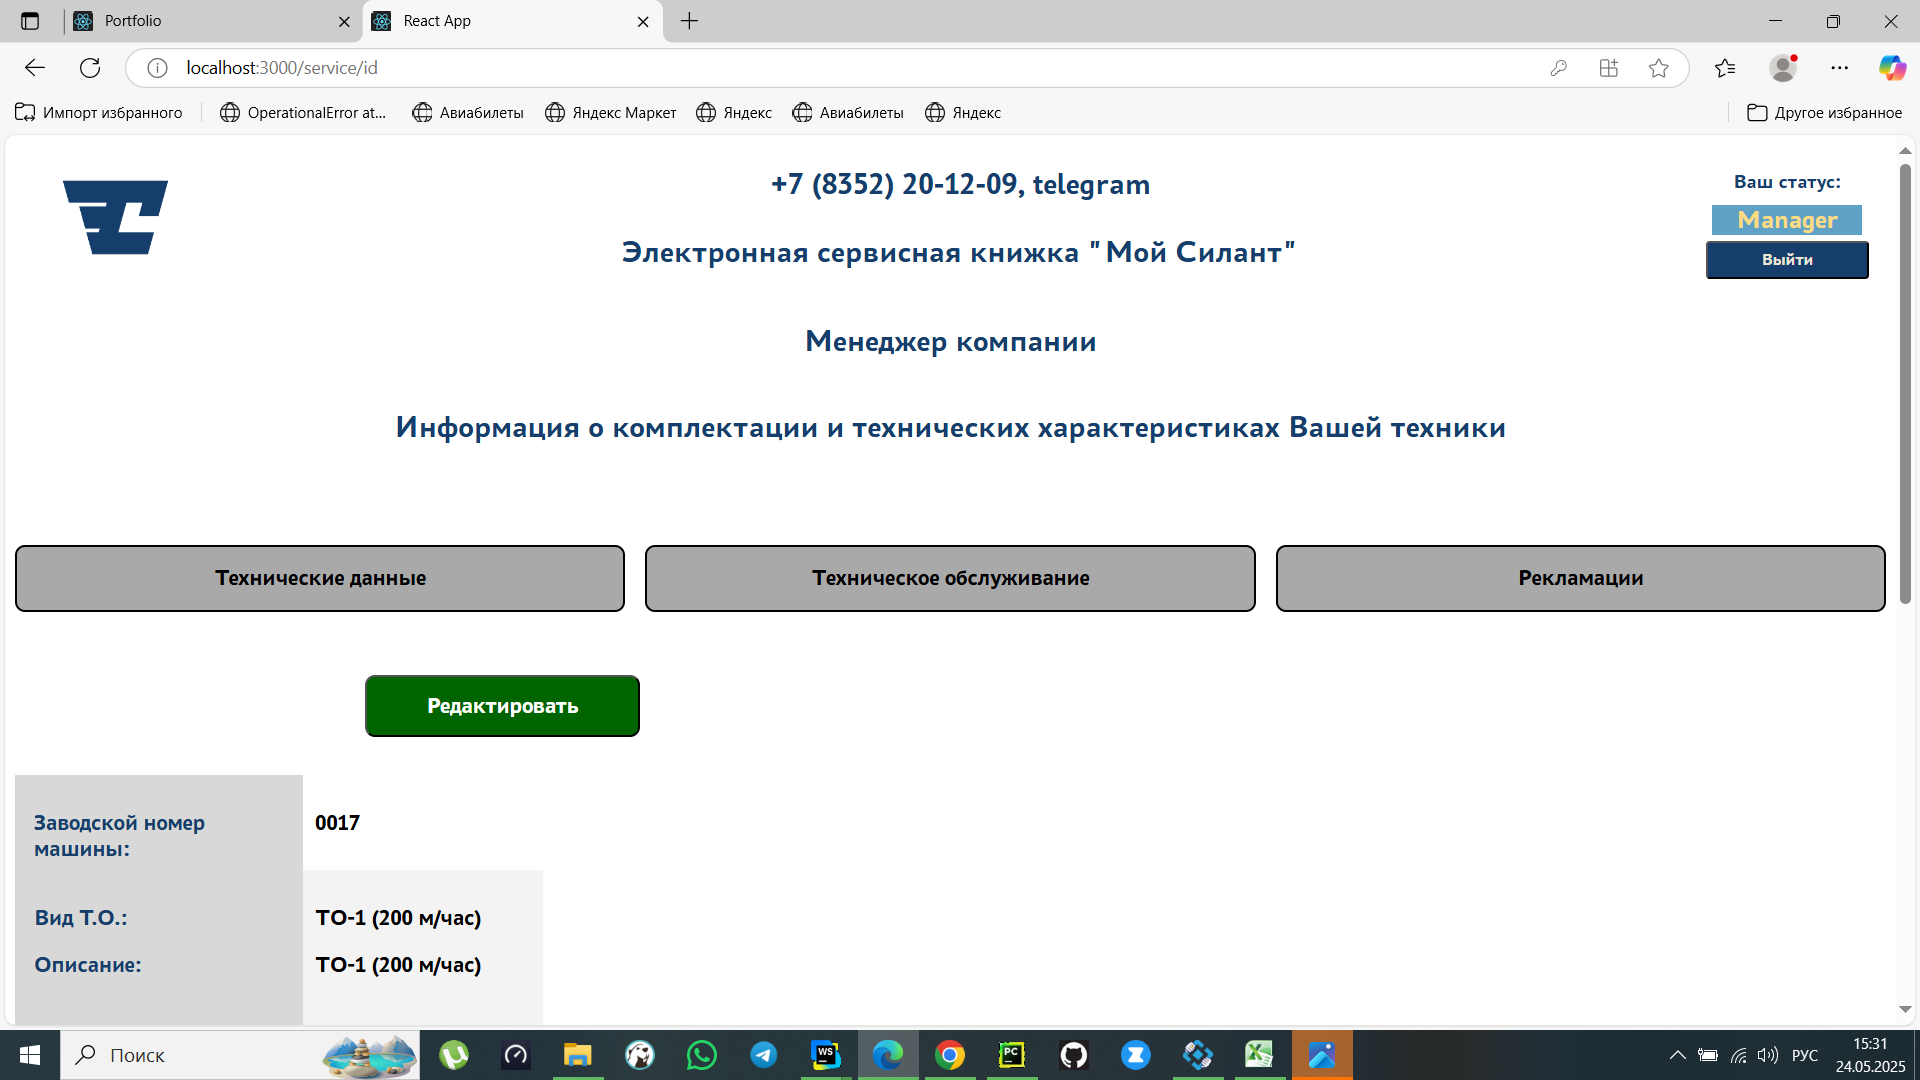 Portfolio
React App
localhost:3000/service/id
Импорт избранного
OperationalError at...
Авиабилеты
Яндекс Маркет
Яндекс
Авиабилеты
Яндекс
Другое избранное
+7 (8352) 20-12-09, telegram
Ваш статус:
Manager
Выйти
Электронная сервисная книжка "Мой Силант"
Менеджер компании
Информация о комплектации и технических характеристиках Вашей техники
Технические данные
Техническое обслуживание
Рекламации
Редактировать
Заводской номер
машины:
0017
Вид Т.О.:
ТО-1 (200 м/час)
Описание:
ТО-1 (200 м/час)
Поиск
WS
PC
РУС
15:31
24.05.2025